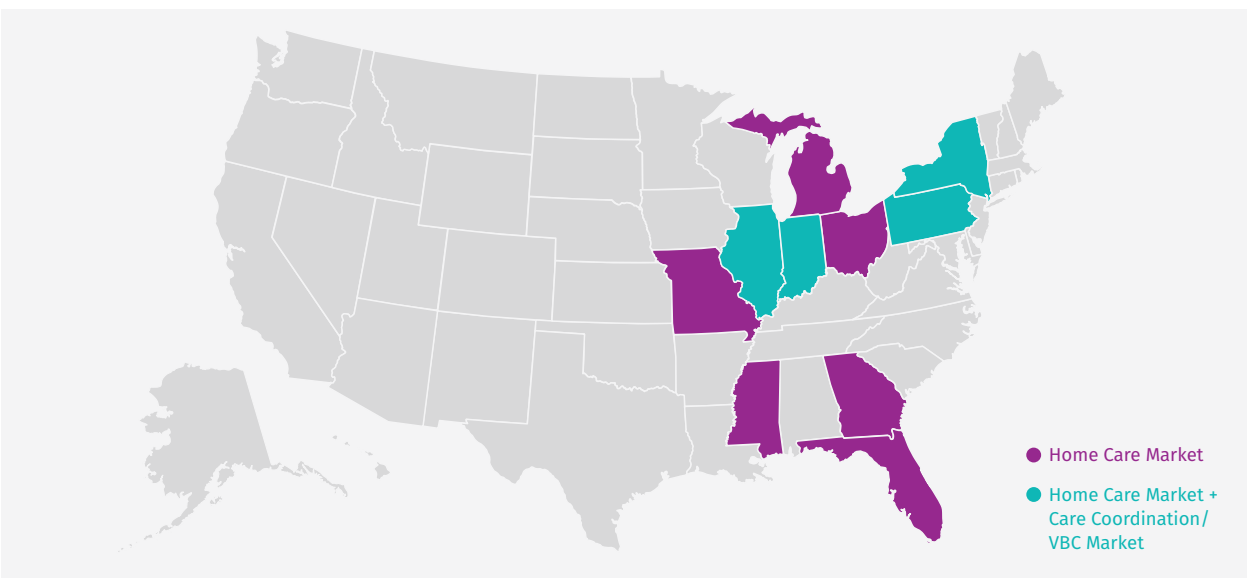 Home Care Market
Home Care Market +
Care Coordination/
VBC Market